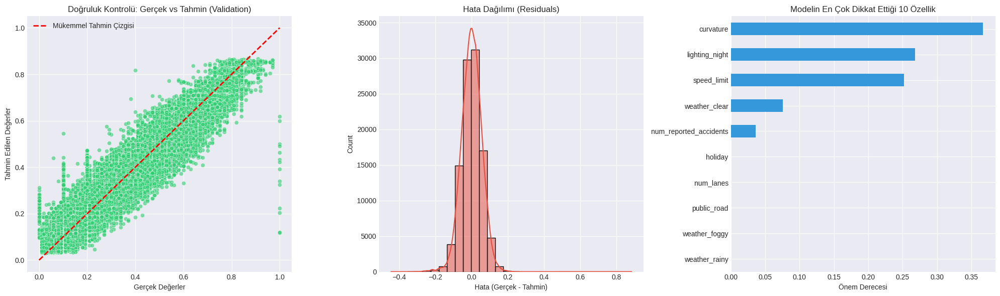 Doğruluk Kontrolü: Gerçek vs Tahmin (Validation)
Mükemmel Tahmin Çizgisi
1.0
0.8
0.6
0.4
0.2
0.0
Tahmin Edilen Değerler
0.0 0.2 0.4 0.6 0.8 1.0
Gerçek Değerler
Hata Dağılımı (Residuals)
35000
30000
25000
20000
15000
10000
5000
0
Count
−0.4 −0.2 0.0 0.2 0.4 0.6 0.8
Hata (Gerçek - Tahmin)
Modelin En Çok Dikkat Ettiği 10 Özellik
curvature
lighting_night
speed_limit
weather_clear
num_reported_accidents
holiday
num_lanes
public_road
weather_foggy
weather_rainy
0.00 0.05 0.10 0.15 0.20 0.25 0.30 0.35
Önem Derecesi